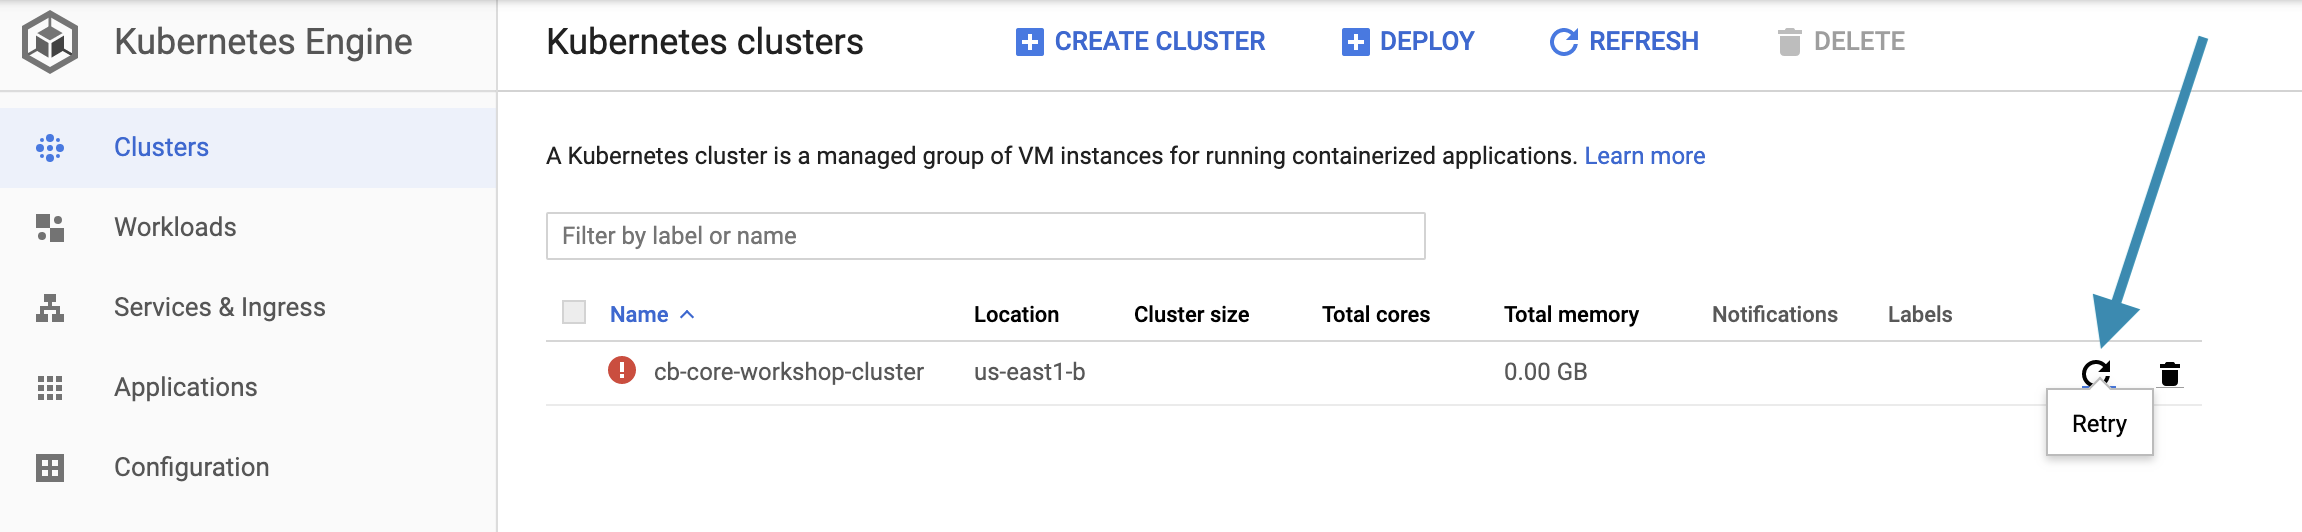 Kubernetes Engine
Kubernetes clusters
CREATE CLUSTER
DEPLOY
REFRESH
DELETE
Clusters
Workloads
Services & Ingress
Applications
Configuration
A Kubernetes cluster is a managed group of VM instances for running containerized applications. Learn more
Filter by label or name
Name Location Cluster size Total cores Total memory Notifications Labels
cb-core-workshop-cluster us-east1-b 0.00 GB
Retry